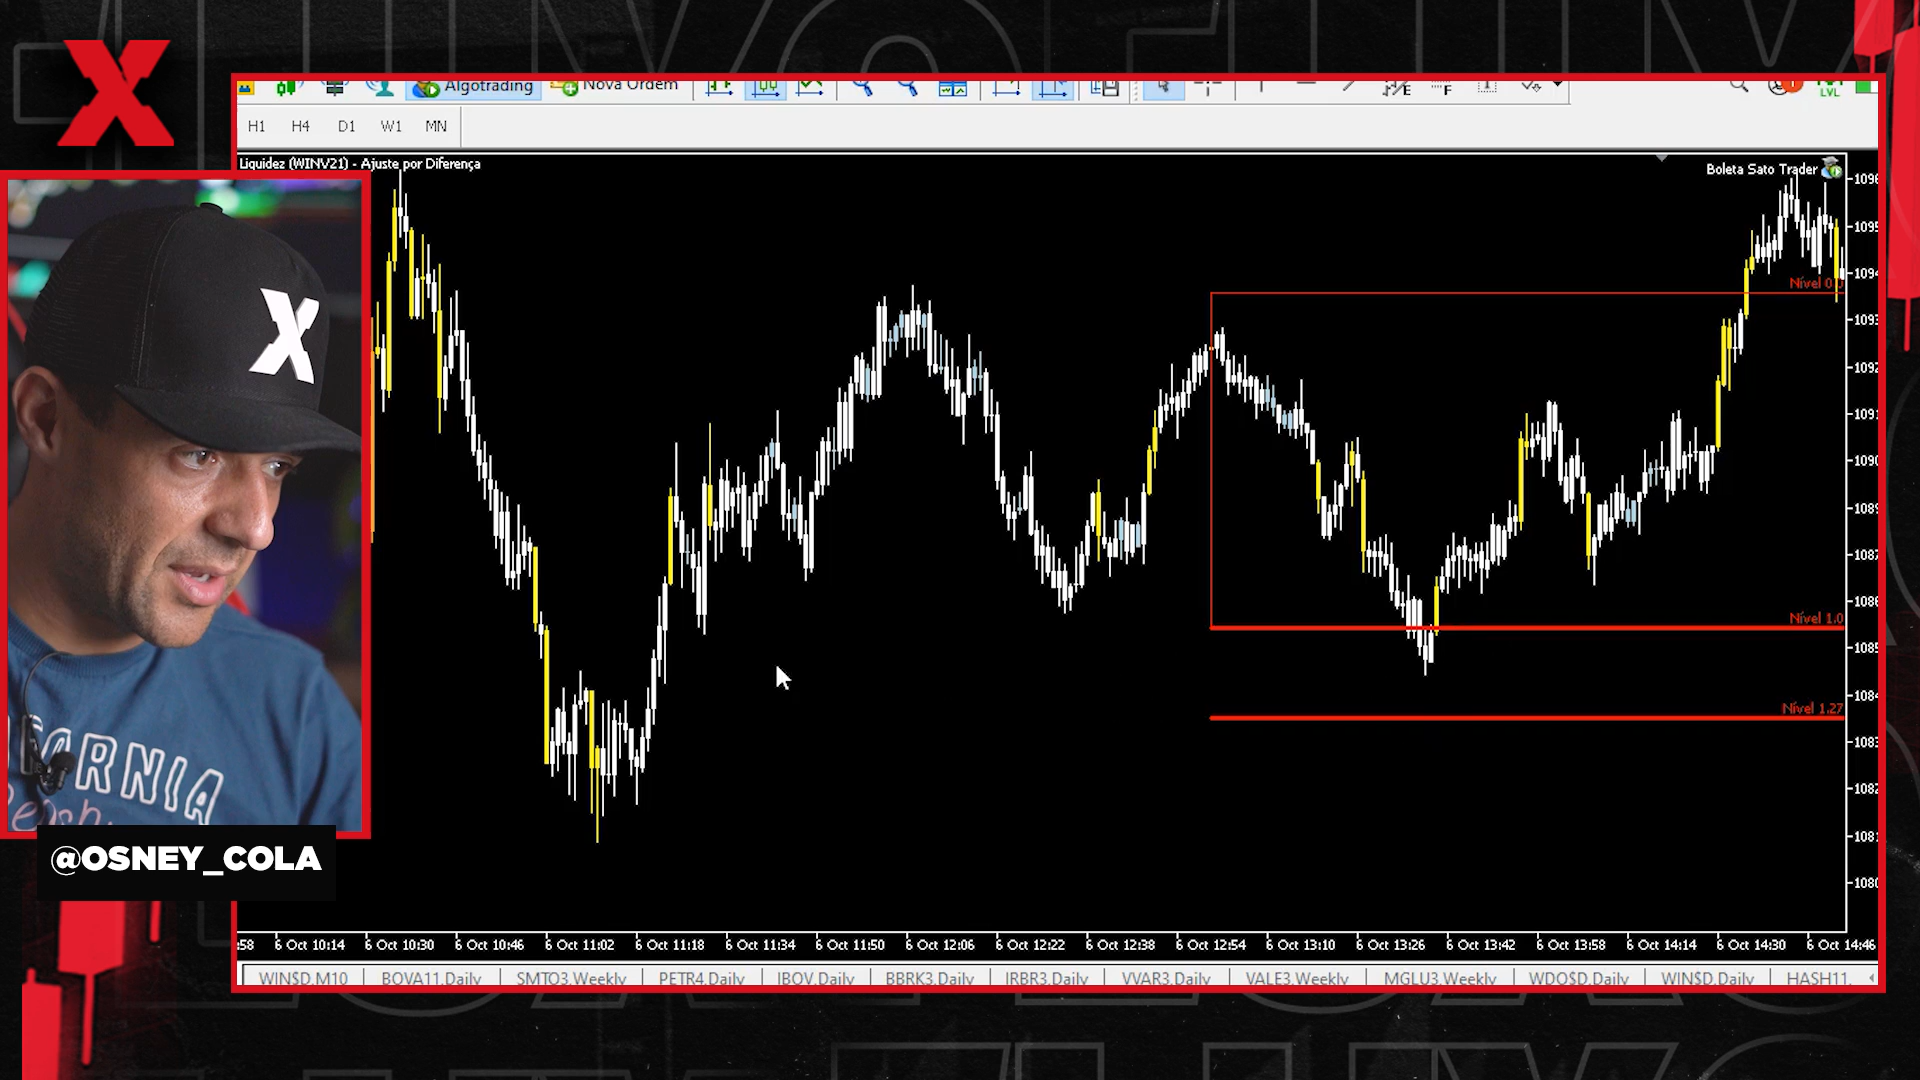 X
Algotrading
Nova Ordem
H1 H4 D1 W1 MN
Liquidez (WINV21) - Ajuste por Diferença
Boleta Sato Trader
Nível 0.0
Nível 1.0
Nível 1.27
X
@OSNEY_COLA
:58 6 Oct 10:14 6 Oct 10:30 6 Oct 10:46 6 Oct 11:02 6 Oct 11:18 6 Oct 11:34 6 Oct 11:50 6 Oct 12:06 6 Oct 12:22 6 Oct 12:38 6 Oct 12:54 6 Oct 13:10 6 Oct 13:26 6 Oct 13:42 6 Oct 13:58 6 Oct 14:14 6 Oct 14:30 6 Oct 14:46
WIN$D.M10 BOVA11.Daily SMTO3.Weekly PETR4.Daily IBOV.Daily BBRK3.Daily IRBR3.Daily VVAR3.Daily VALE3.Weekly MGLU3.Weekly WDO$D.Daily WIN$D.Daily HASH11.